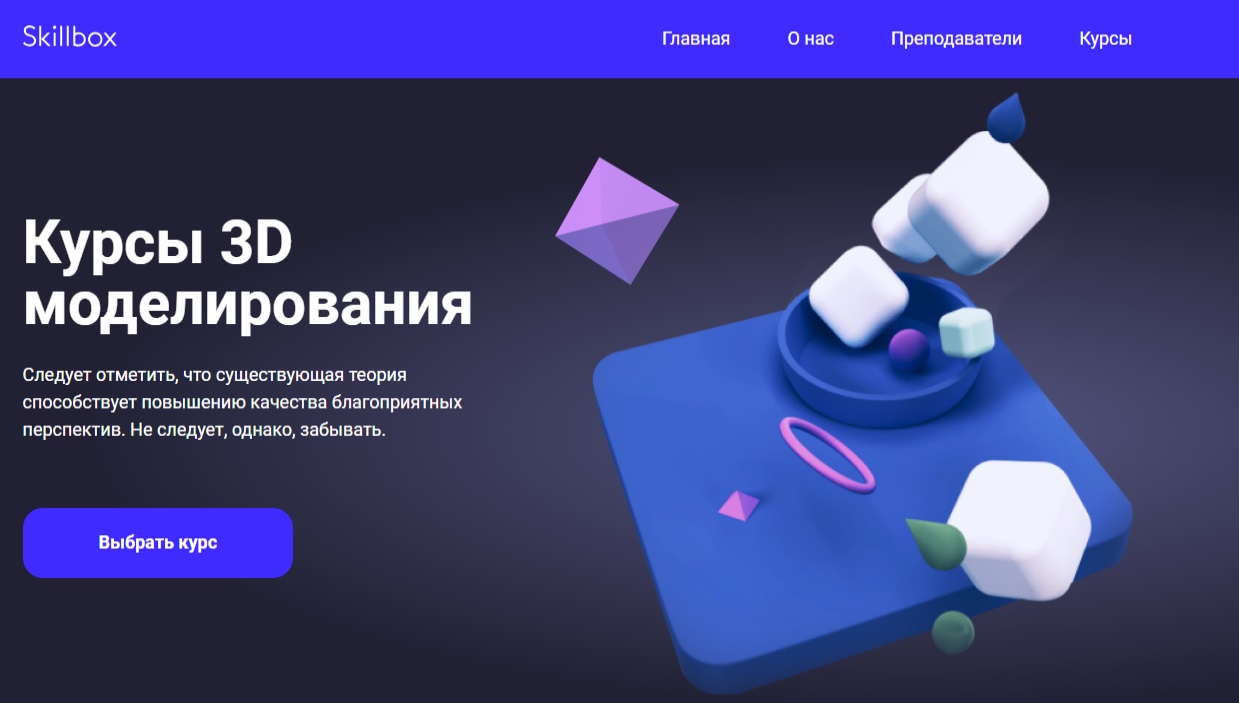 Skillbox
Главная
О нас
Преподаватели
Курсы
Курсы 3D
моделирования
Следует отметить, что существующая теория
способствует повышению качества благоприятных
перспектив. Не следует, однако, забывать.
Выбрать курс